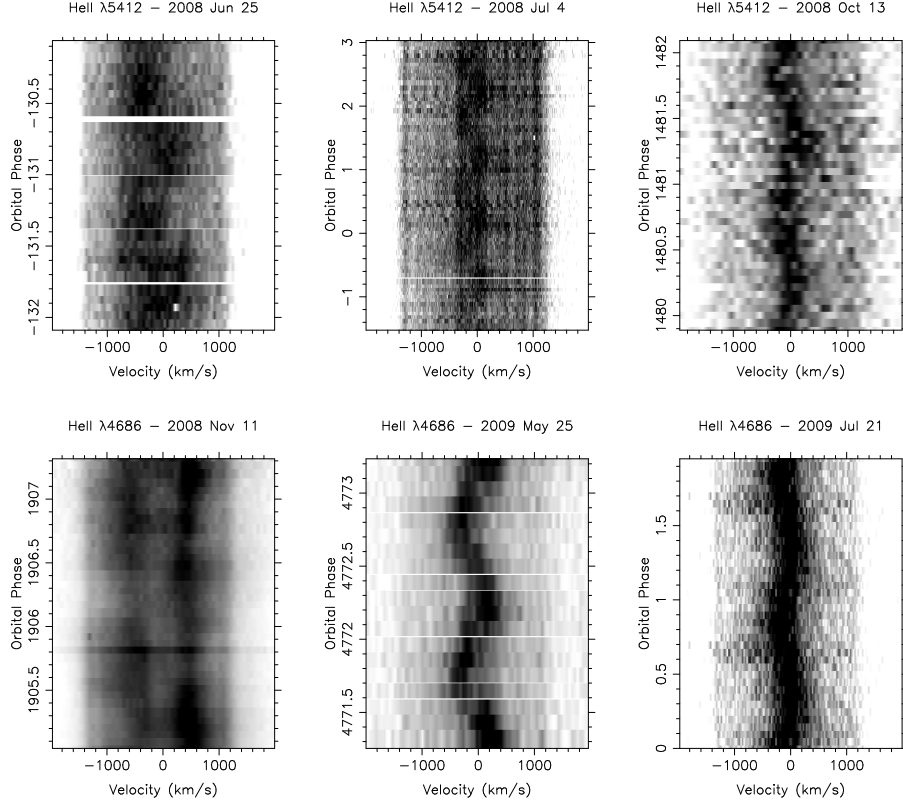 HeII λ5412 – 2008 Jun 25
HeII λ5412 – 2008 Jul 4
HeII λ5412 – 2008 Oct 13
Orbital Phase
−130.5
−131
−131.5
−132
−1000 0 1000
Velocity (km/s)
Orbital Phase
3
2
1
0
−1
−1000 0 1000
Velocity (km/s)
Orbital Phase
1482
1481.5
1481
1480.5
1480
−1000 0 1000
Velocity (km/s)
HeII λ4686 – 2008 Nov 11
HeII λ4686 – 2009 May 25
HeII λ4686 – 2009 Jul 21
Orbital Phase
1907
1906.5
1906
1905.5
−1000 0 1000
Velocity (km/s)
Orbital Phase
4773
4772.5
4772
4771.5
−1000 0 1000
Velocity (km/s)
Orbital Phase
1.5
1
0.5
0
−1000 0 1000
Velocity (km/s)